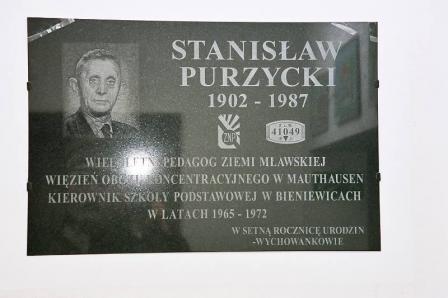 STANISŁAW
PURZYCKI
1902 - 1987
ZNP
41049
WIELOLETNI PEDAGOG ZIEMI MŁAWSKIEJ
WIĘZIEŃ OBOZU KONCENTRACYJNEGO W MAUTHAUSEN
KIEROWNIK SZKOŁY PODSTAWOWEJ W BIENIEWICACH
W LATACH 1965 - 1972
W SETNĄ ROCZNICĘ URODZIN
-WYCHOWANKOWIE